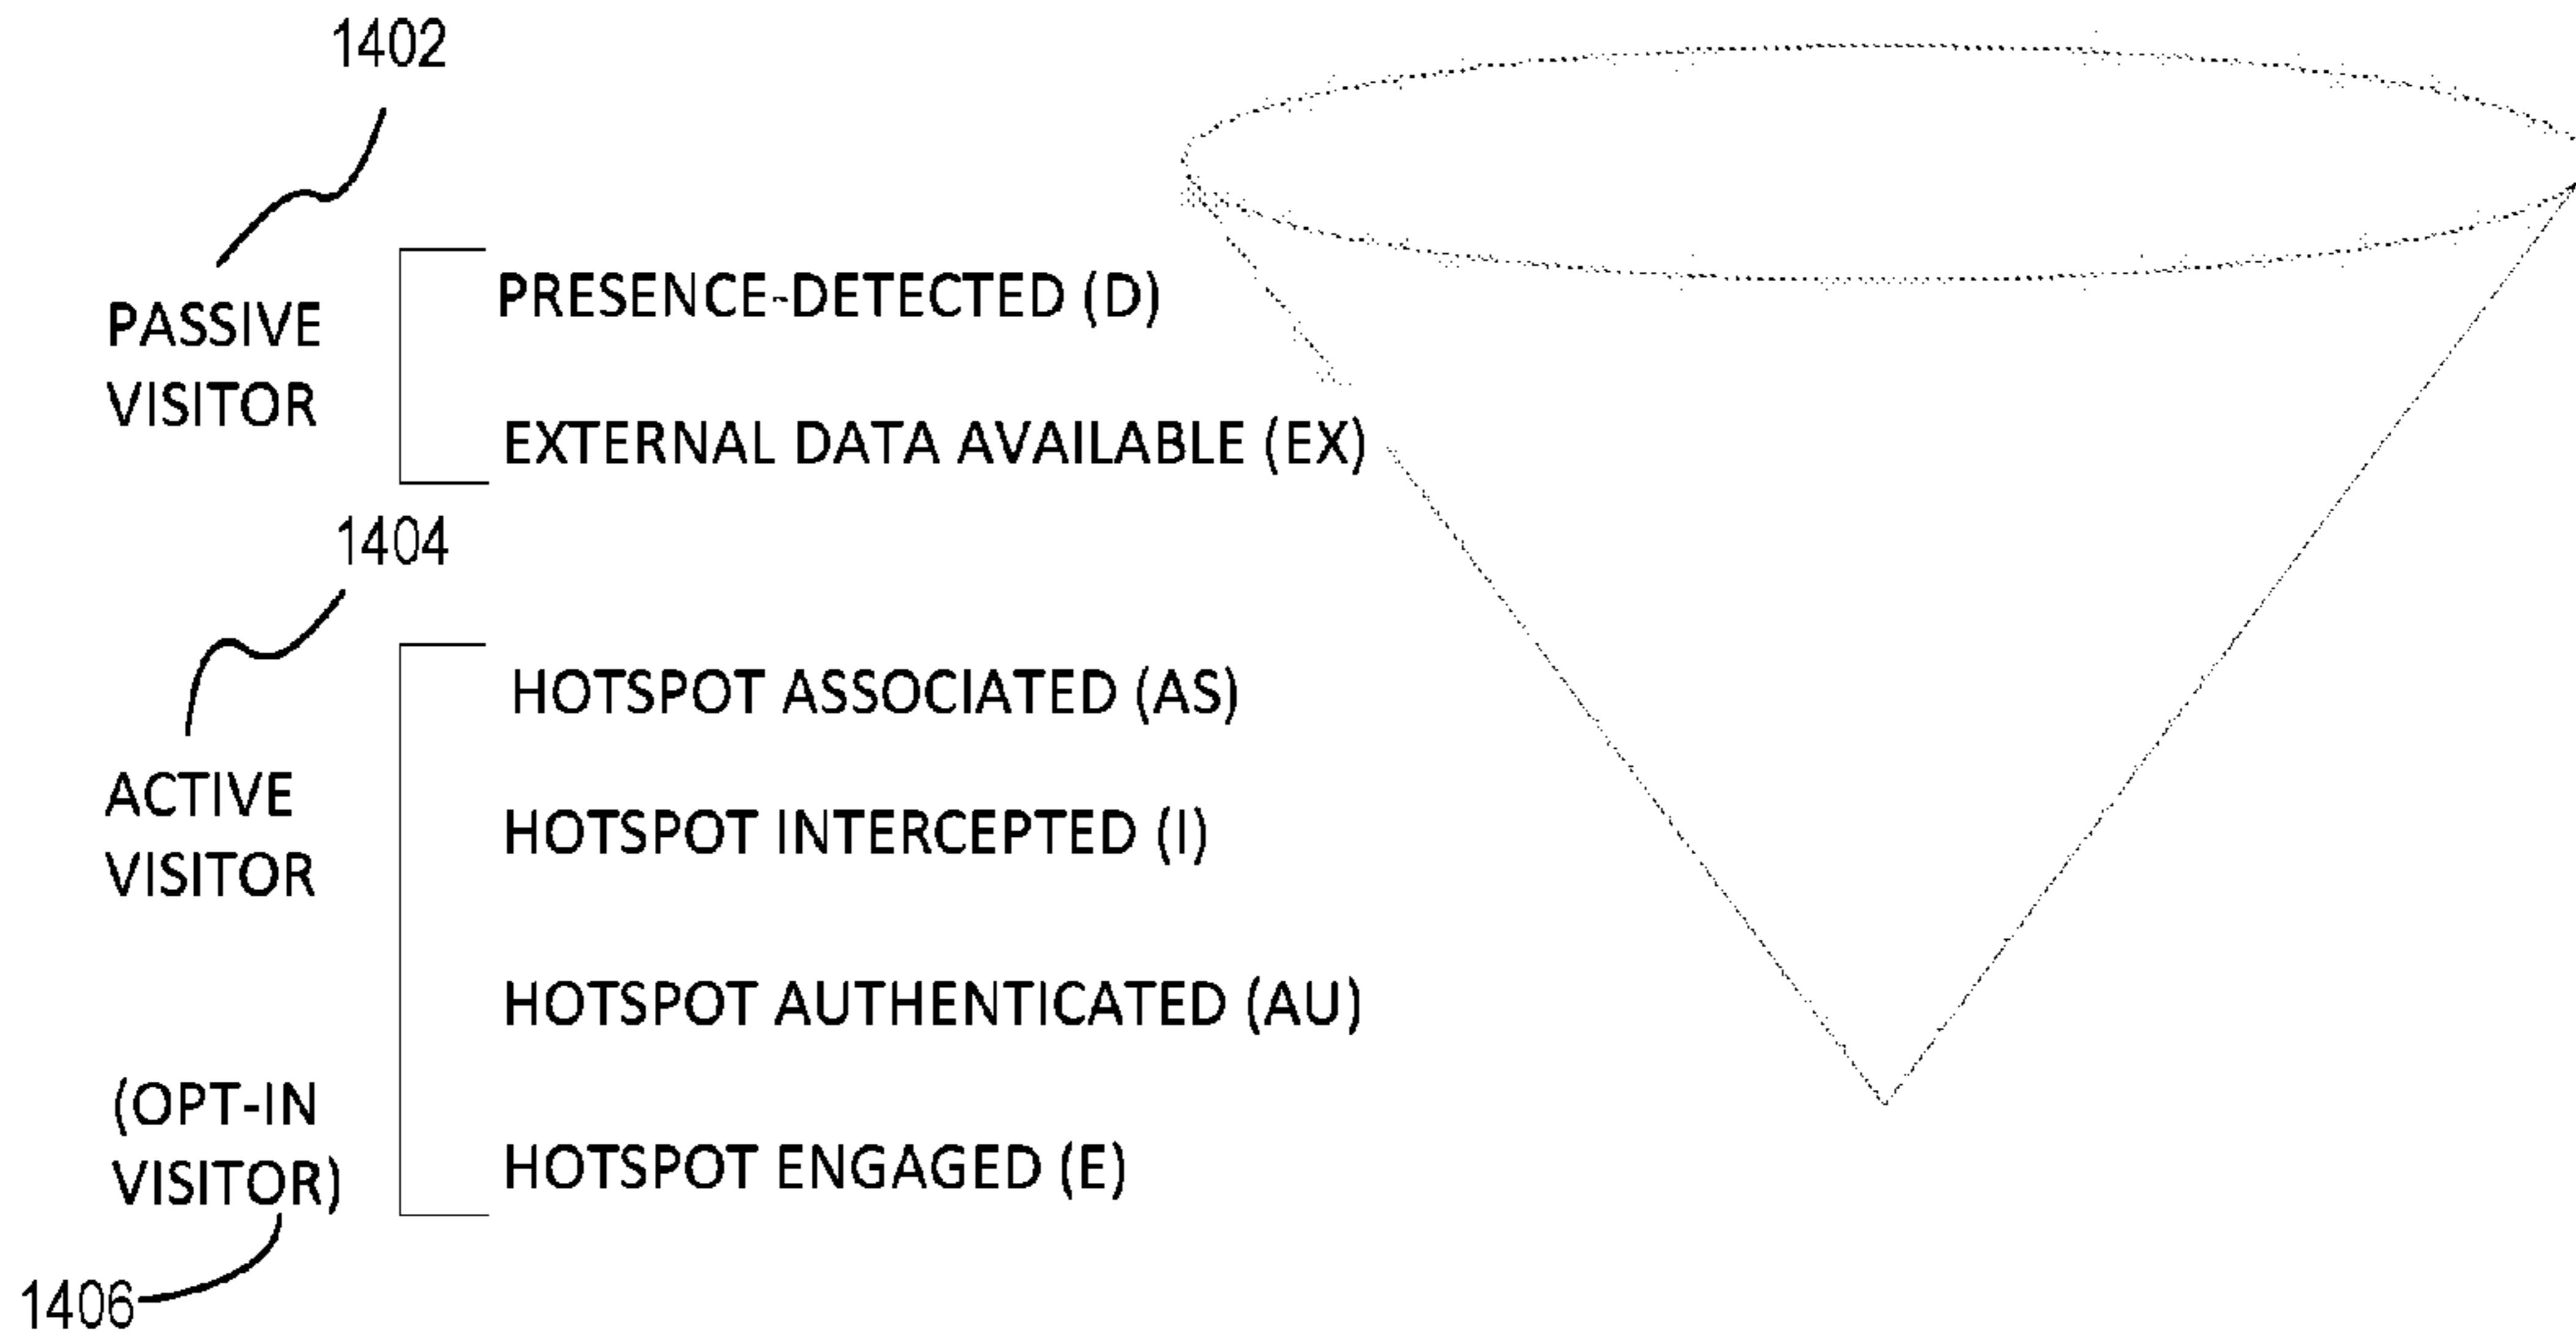 1402
PASSIVE
VISITOR
PRESENCE-DETECTED (D)
EXTERNAL DATA AVAILABLE (EX)
1404
ACTIVE
VISITOR
HOTSPOT ASSOCIATED (AS)
HOTSPOT INTERCEPTED (I)
HOTSPOT AUTHENTICATED (AU)
(OPT-IN
VISITOR)
HOTSPOT ENGAGED (E)
1406